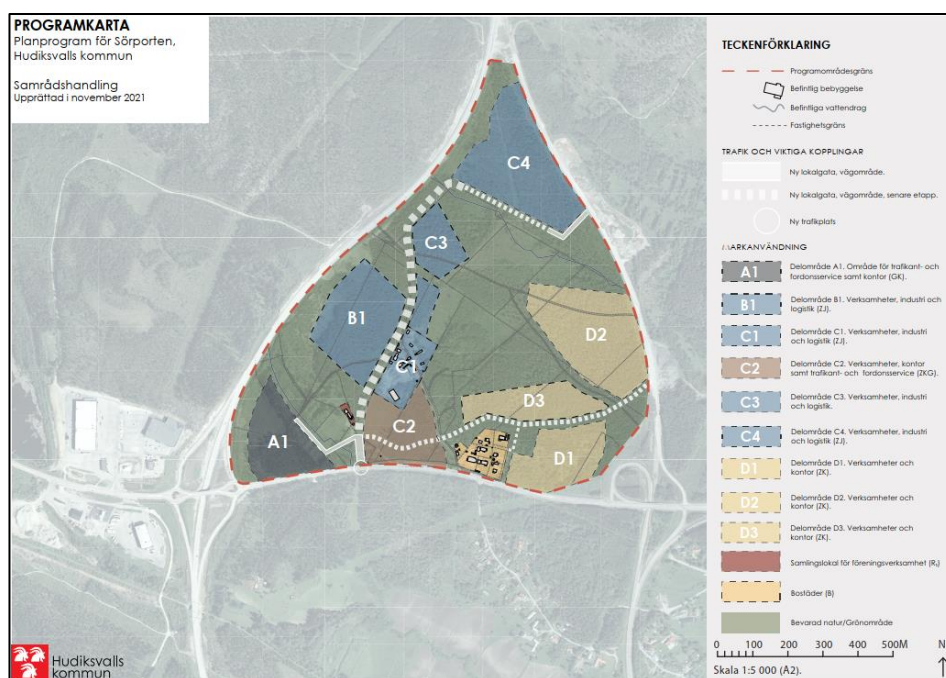 PROGRAMKARTA
Planprogram för Sörporten,
Hudiksvalls kommun
Samrådshandling
Upprättad i november 2021
C4
C3
B1
C1
D2
D3
C2
A1
D1
Hudiksvalls
kommun
TECKENFÖRKLARING
Programområdesgräns
Befintlig bebyggelse
Befintliga vattendrag
Fastighetsgräns
TRAFIK OCH VIKTIGA KOPPLINGAR
Ny lokalgata, vägområde.
Ny lokalgata, vägområde, senare etapp.
Ny trafikplats
MARKANVÄNDNING
A1 Delområde A1. Område för trafikant- och
fordonsservice samt kontor (GK).
B1 Delområde B1. Verksamheter, industri och
logistik (ZJ).
C1 Delområde C1. Verksamheter, industri
och logistik (ZJ).
C2 Delområde C2. Verksamheter, kontor
samt trafikant- och fordonsservice (ZKG).
C3 Delområde C3. Verksamheter, industri
och logistik.
C4 Delområde C4. Verksamheter, industri
och logistik (ZJ).
D1 Delområde D1. Verksamheter och
kontor (ZK).
D2 Delområde D2. Verksamheter och
kontor (ZK).
D3 Delområde D3. Verksamheter och
kontor (ZK).
Samlingslokal för föreningsverksamhet (R₁)
Bostäder (B)
Bevarad natur/Grönområde
0 100 200 300 400 500M N
Skala 1:5 000 (A2).